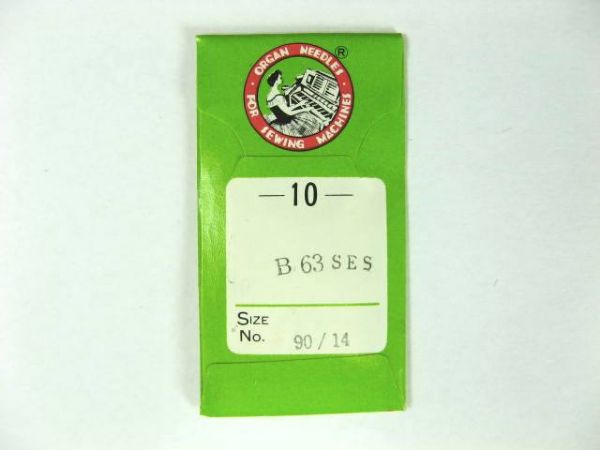 ORGAN NEEDLES ®
FOR SEWING MACHINES
—10—
B 63 SES
SIZE
No. 90/14